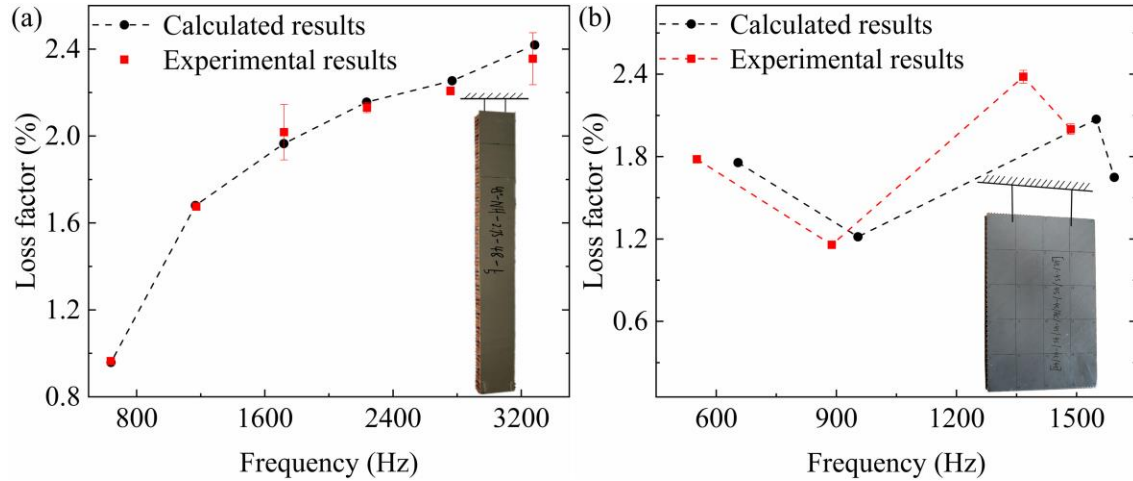 (a)
Calculated results
Experimental results
Loss factor (%)
2.4
2.0
1.6
1.2
0.8
800
1600
2400
3200
Frequency (Hz)
(b)
Calculated results
Experimental results
Loss factor (%)
2.4
1.8
1.2
0.6
600
900
1200
1500
Frequency (Hz)